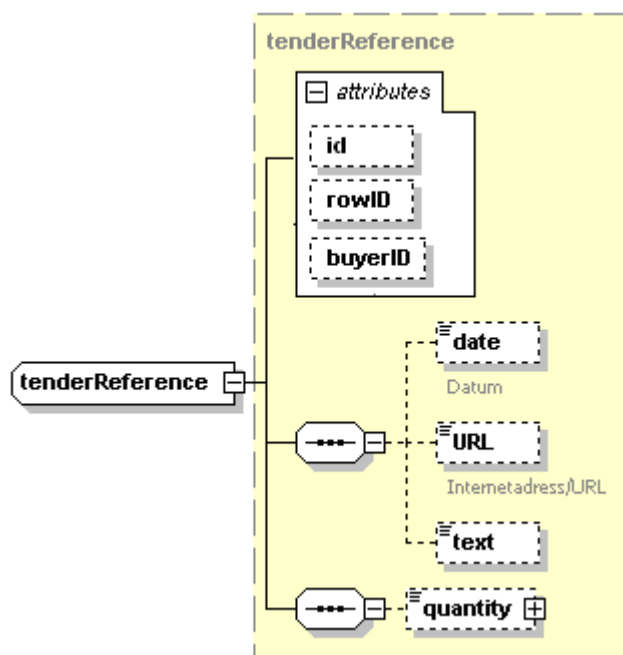 tenderReference
attributes
id
rowID
buyerID
tenderReference
date
Datum
URL
Internetadress/URL
text
quantity